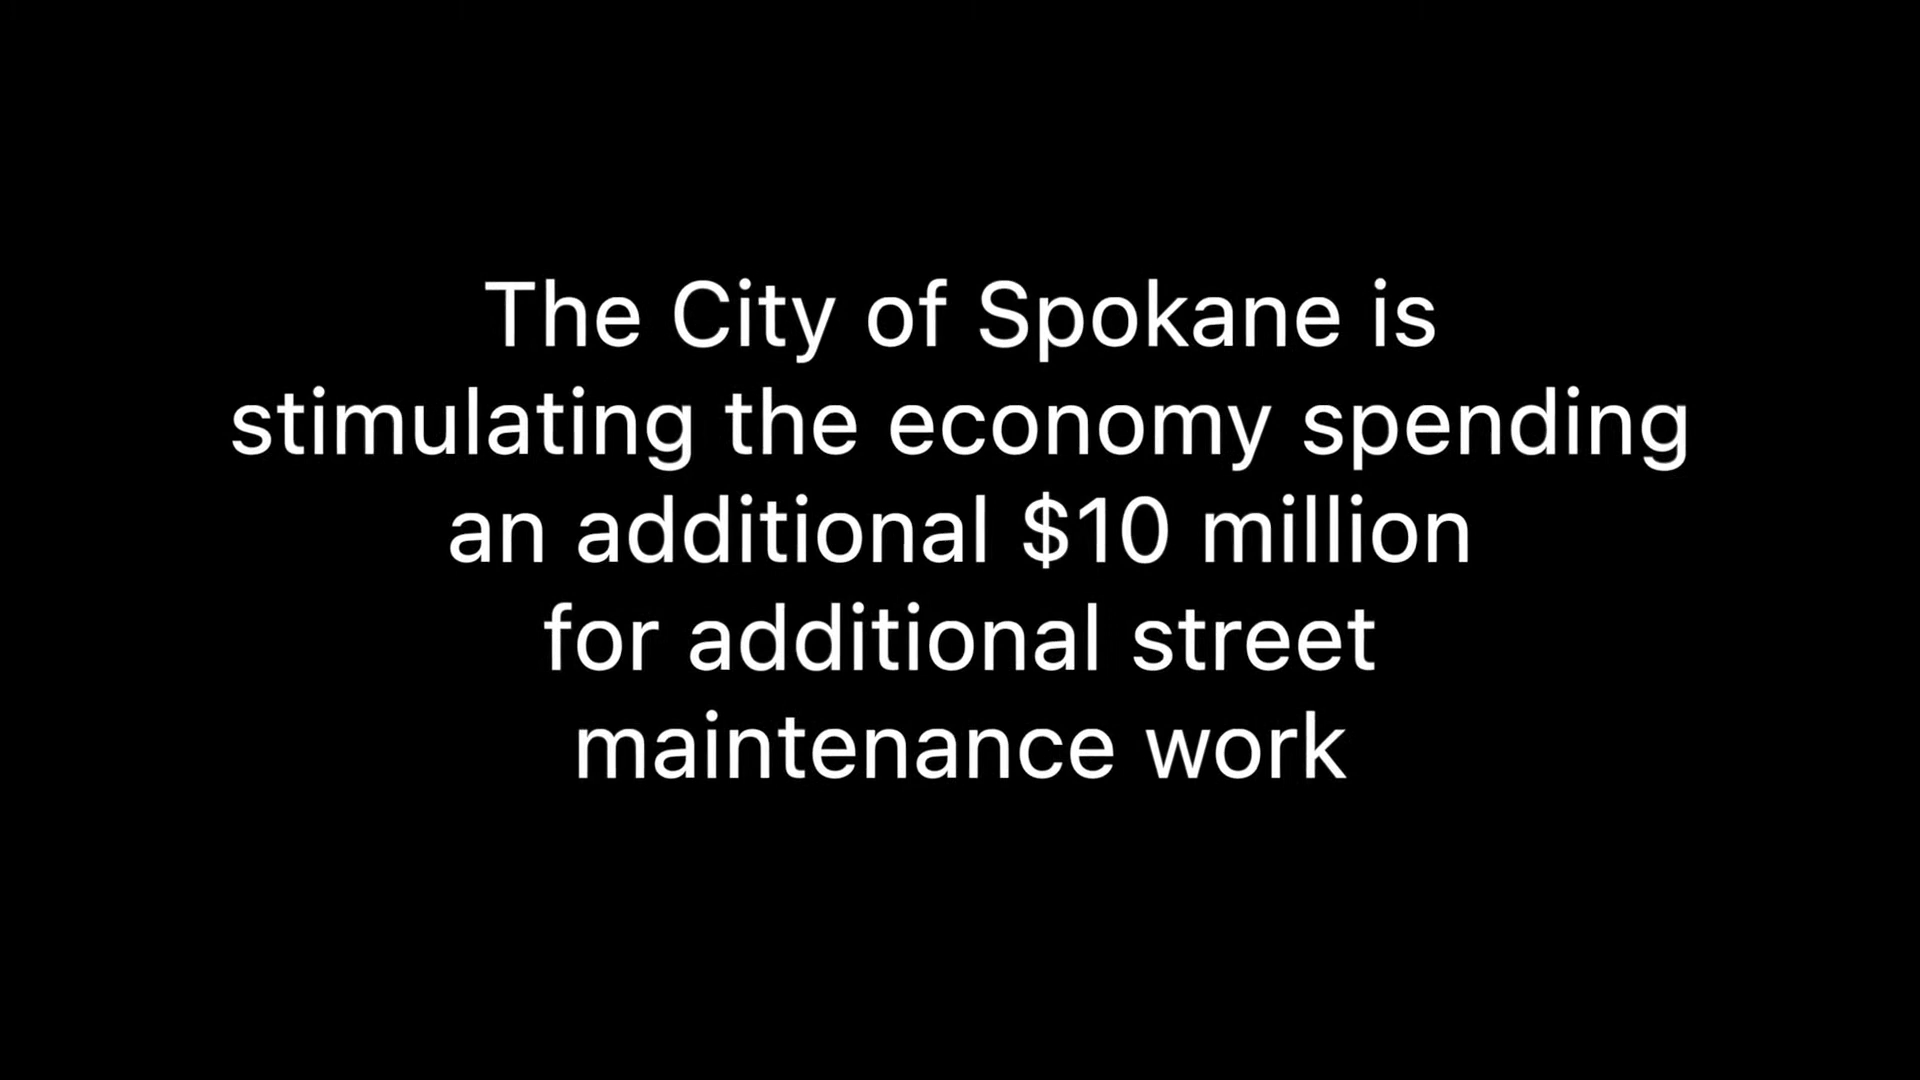 The City of Spokane is
stimulating the economy spending
an additional $10 million
for additional street
maintenance work